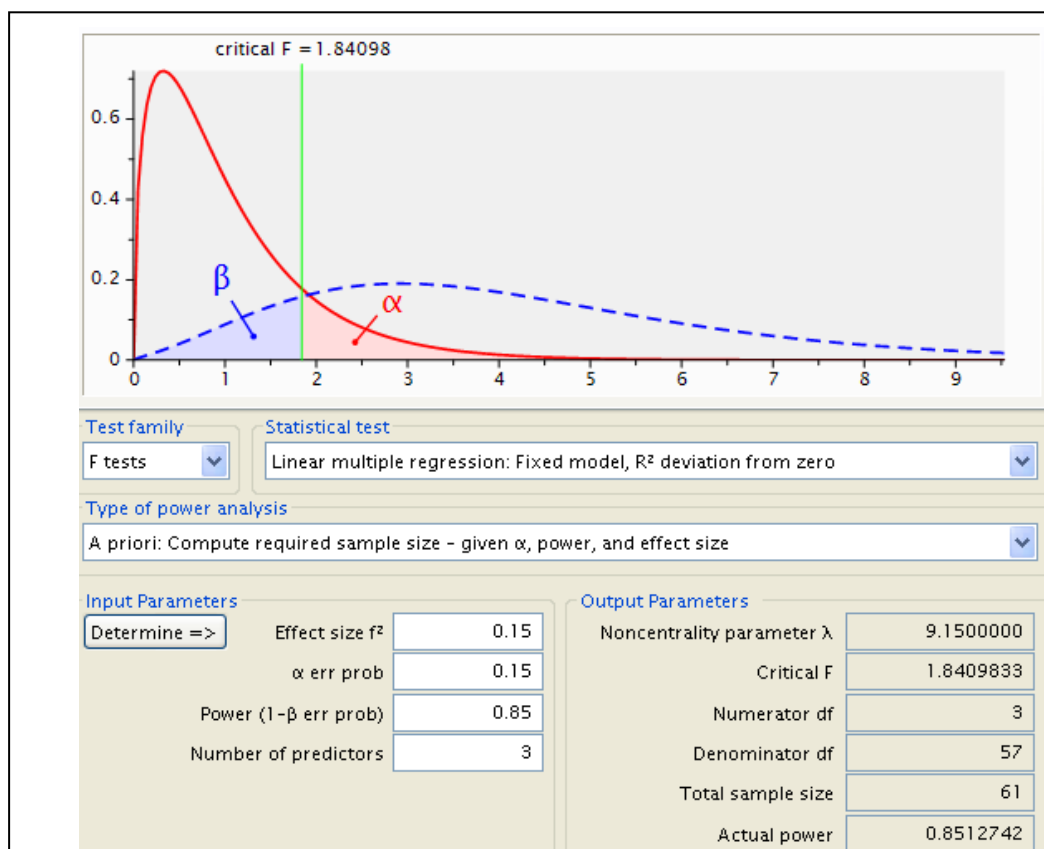 critical F = 1.84098
0.6
0.4
0.2
0
β
α
0 1 2 3 4 5 6 7 8 9
Test family
Statistical test
F tests
Linear multiple regression: Fixed model, R² deviation from zero
Type of power analysis
A priori: Compute required sample size – given α, power, and effect size
Input Parameters
Output Parameters
Determine => Effect size f² 0.15 Noncentrality parameter λ 9.1500000
α err prob 0.15 Critical F 1.8409833
Power (1-β err prob) 0.85 Numerator df 3
Number of predictors 3 Denominator df 57
Total sample size 61
Actual power 0.8512742